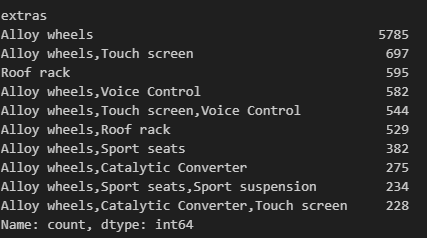 extras
Alloy wheels 5785
Alloy wheels,Touch screen 697
Roof rack 595
Alloy wheels,Voice Control 582
Alloy wheels,Touch screen,Voice Control 544
Alloy wheels,Roof rack 529
Alloy wheels,Sport seats 382
Alloy wheels,Catalytic Converter 275
Alloy wheels,Sport seats,Sport suspension 234
Alloy wheels,Catalytic Converter,Touch screen 228
Name: count, dtype: int64